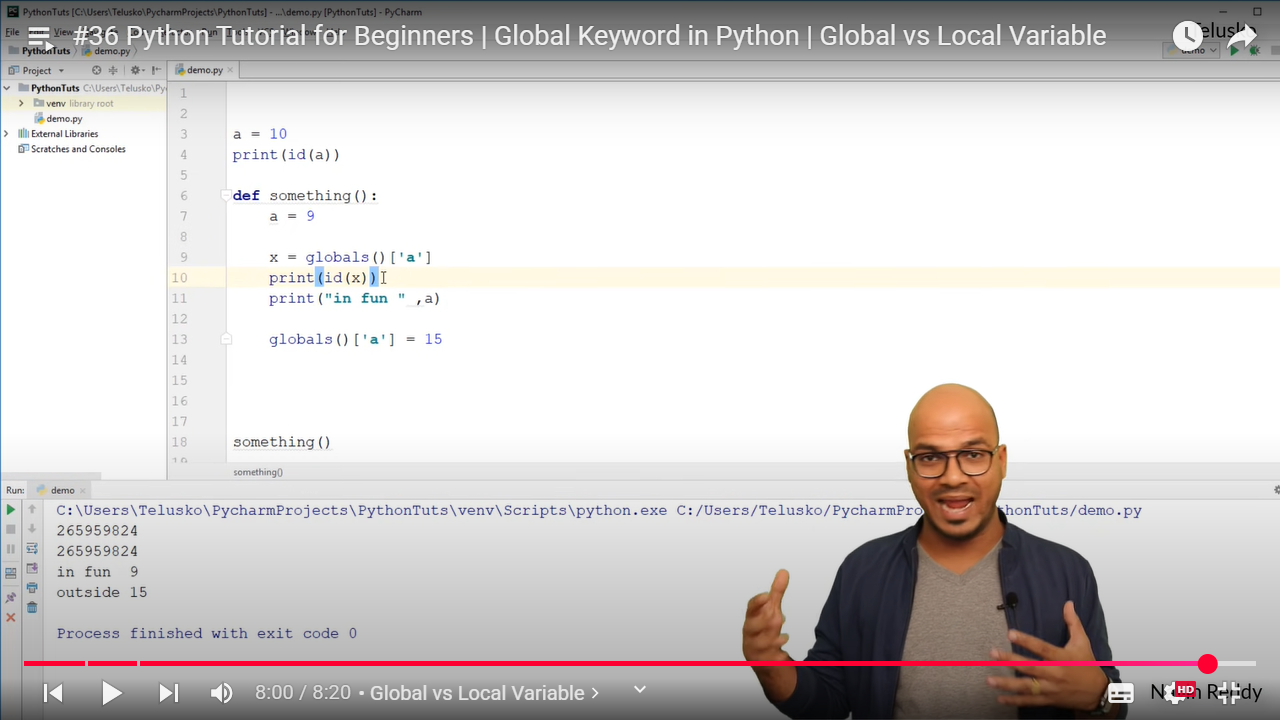 PythonTuts [C:\Users\Telusko\PycharmProjects\PythonTuts] - ...\demo.py [PythonTuts] - PyCharm
#36 Python Tutorial for Beginners | Global Keyword in Python | Global vs Local Variable
Telusko
File
PythonTuts
demo.py
demo
Project
demo.py
PythonTuts C:\Users\Telusko\Py
venv library root
demo.py
External Libraries
Scratches and Consoles
1
2
3 a = 10
4 print(id(a))
5
6 def something():
7 a = 9
8
9 x = globals()['a']
10 print(id(x))
11 print("in fun " ,a)
12
13 globals()['a'] = 15
14
15
16
17
18 something()
19
something()
Run: demo
C:\Users\Telusko\PycharmProjects\PythonTuts\venv\Scripts\python.exe C:/Users/Telusko/PycharmPro thonTuts/demo.py
265959824
265959824
in fun  9
outside 15
Process finished with exit code 0
8:00 / 8:20 • Global vs Local Variable
HD
Reddy